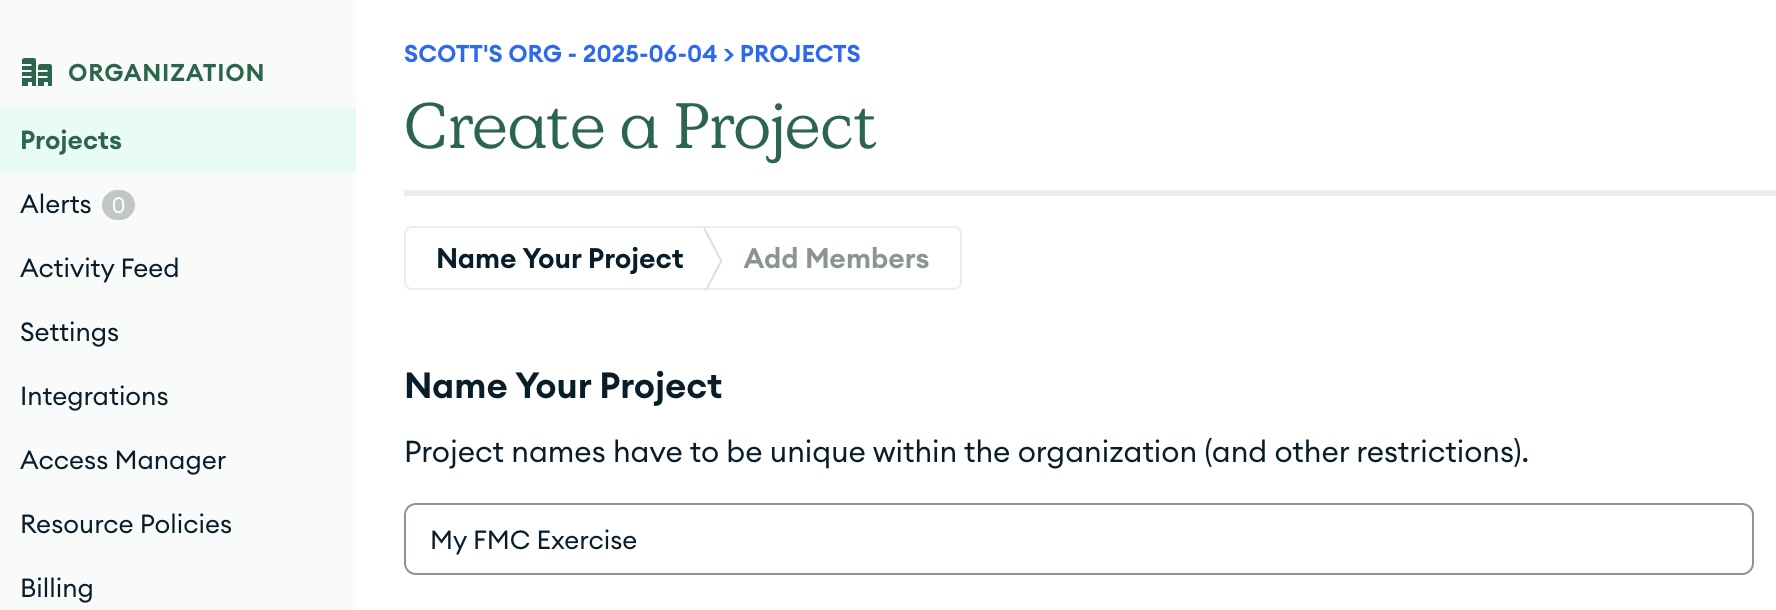 ORGANIZATION
Projects
Alerts 0
Activity Feed
Settings
Integrations
Access Manager
Resource Policies
Billing
SCOTT'S ORG - 2025-06-04 > PROJECTS
Create a Project
Name Your Project
Add Members
Name Your Project
Project names have to be unique within the organization (and other restrictions).
My FMC Exercise